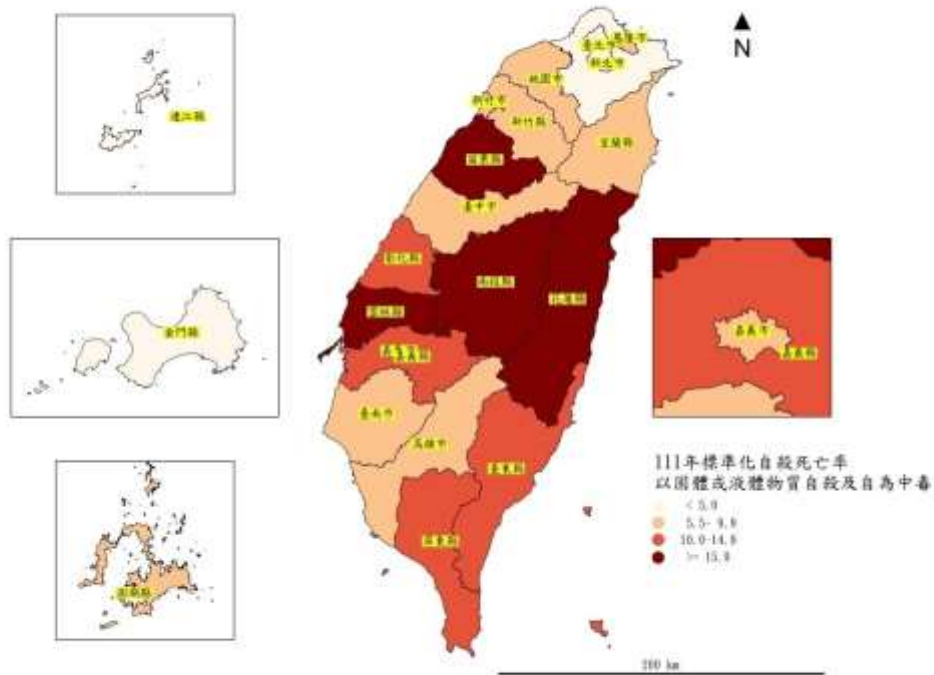 N
連江縣
臺北市
基隆市
新北市
桃園市
新竹市
新竹縣
宜蘭縣
苗栗縣
臺中市
彰化縣
南投縣
花蓮縣
雲林縣
金門縣
嘉義縣
嘉義市
嘉義縣
臺南市
高雄市
臺東縣
屏東縣
澎湖縣
111年標準化自殺死亡率
以固體或液體物質自殺及自為中毒
< 5.0
5.5- 9.9
10.0-14.9
>= 15.0
200 km